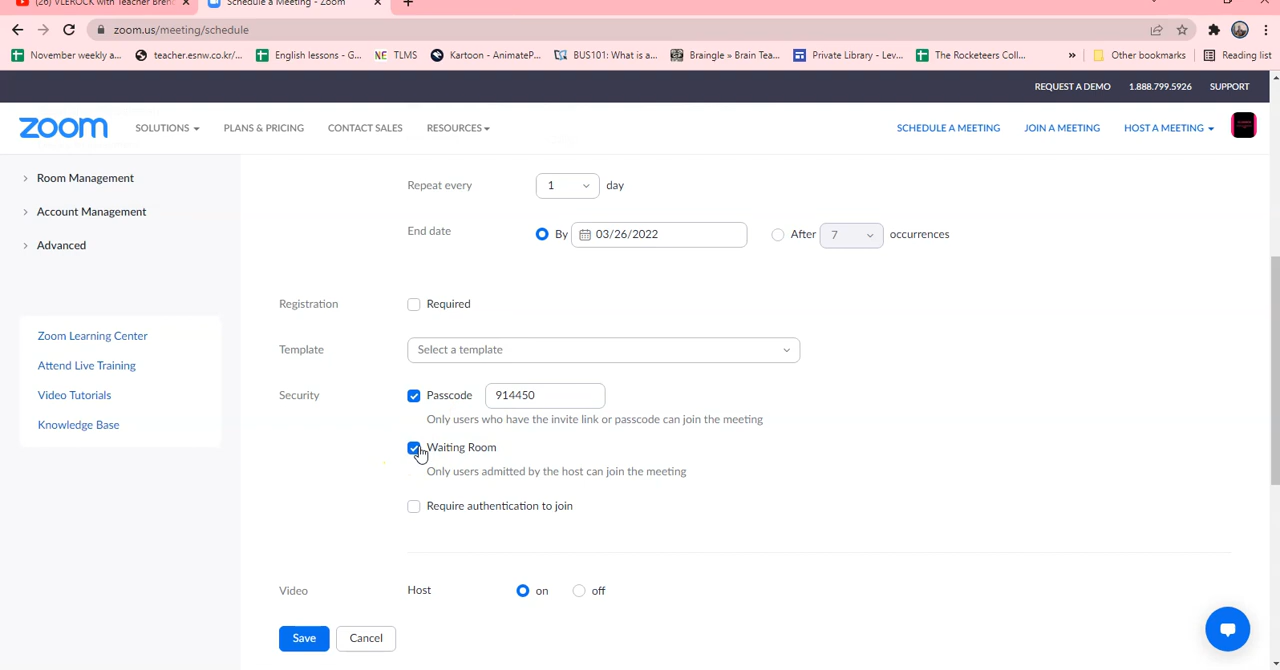 (26) VLEROCK with Teacher Bren
Schedule a Meeting - Zoom
zoom.us/meeting/schedule
November weekly a...
teacher.esnw.co.kr/...
English lessons - G...
NE TLMS
Kartoon - AnimateP...
BUS101: What is a...
Braingle » Brain Tea...
Private Library - Lev...
The Rocketeers Coll...
»
Other bookmarks
Reading list
REQUEST A DEMO 1.888.799.5926 SUPPORT
zoom SOLUTIONS PLANS & PRICING CONTACT SALES RESOURCES SCHEDULE A MEETING JOIN A MEETING HOST A MEETING
Room Management
Account Management
Advanced
Zoom Learning Center
Attend Live Training
Video Tutorials
Knowledge Base
Repeat every 1 day
End date By 03/26/2022 After 7 occurrences
Registration Required
Template Select a template
Security Passcode 914450
Only users who have the invite link or passcode can join the meeting
Waiting Room
Only users admitted by the host can join the meeting
Require authentication to join
Video Host on off
Save Cancel